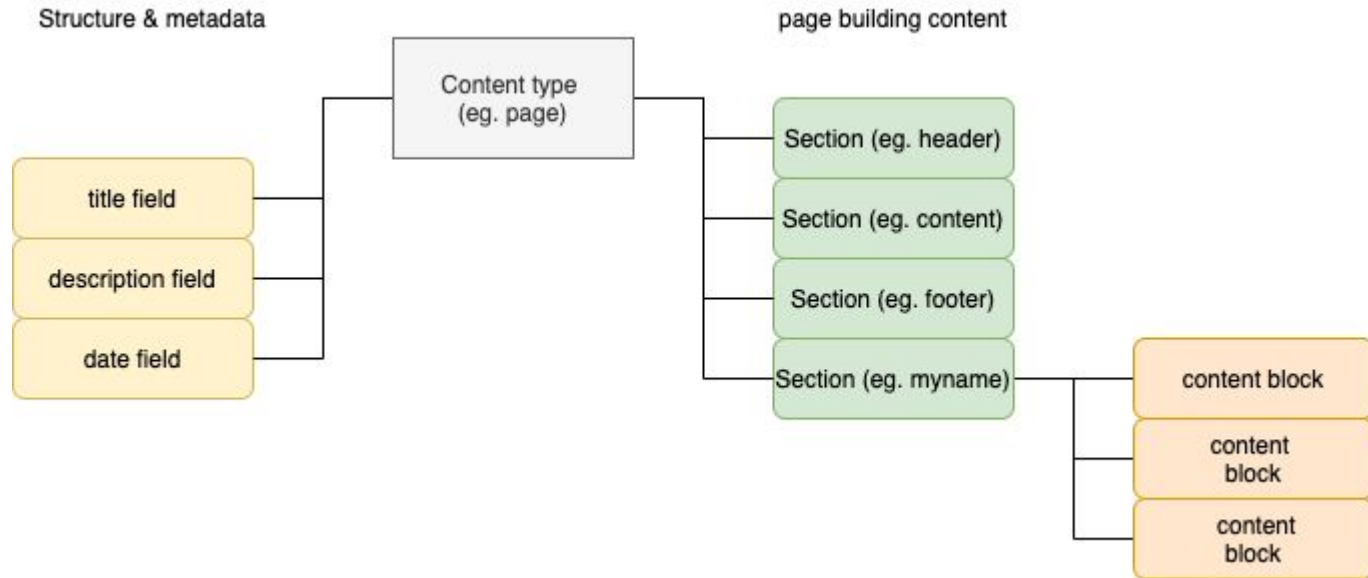 Structure & metadata
page building content
Content type
(eg. page)
title field
description field
date field
Section (eg. header)
Section (eg. content)
Section (eg. footer)
Section (eg. myname)
content block
content
block
content
block